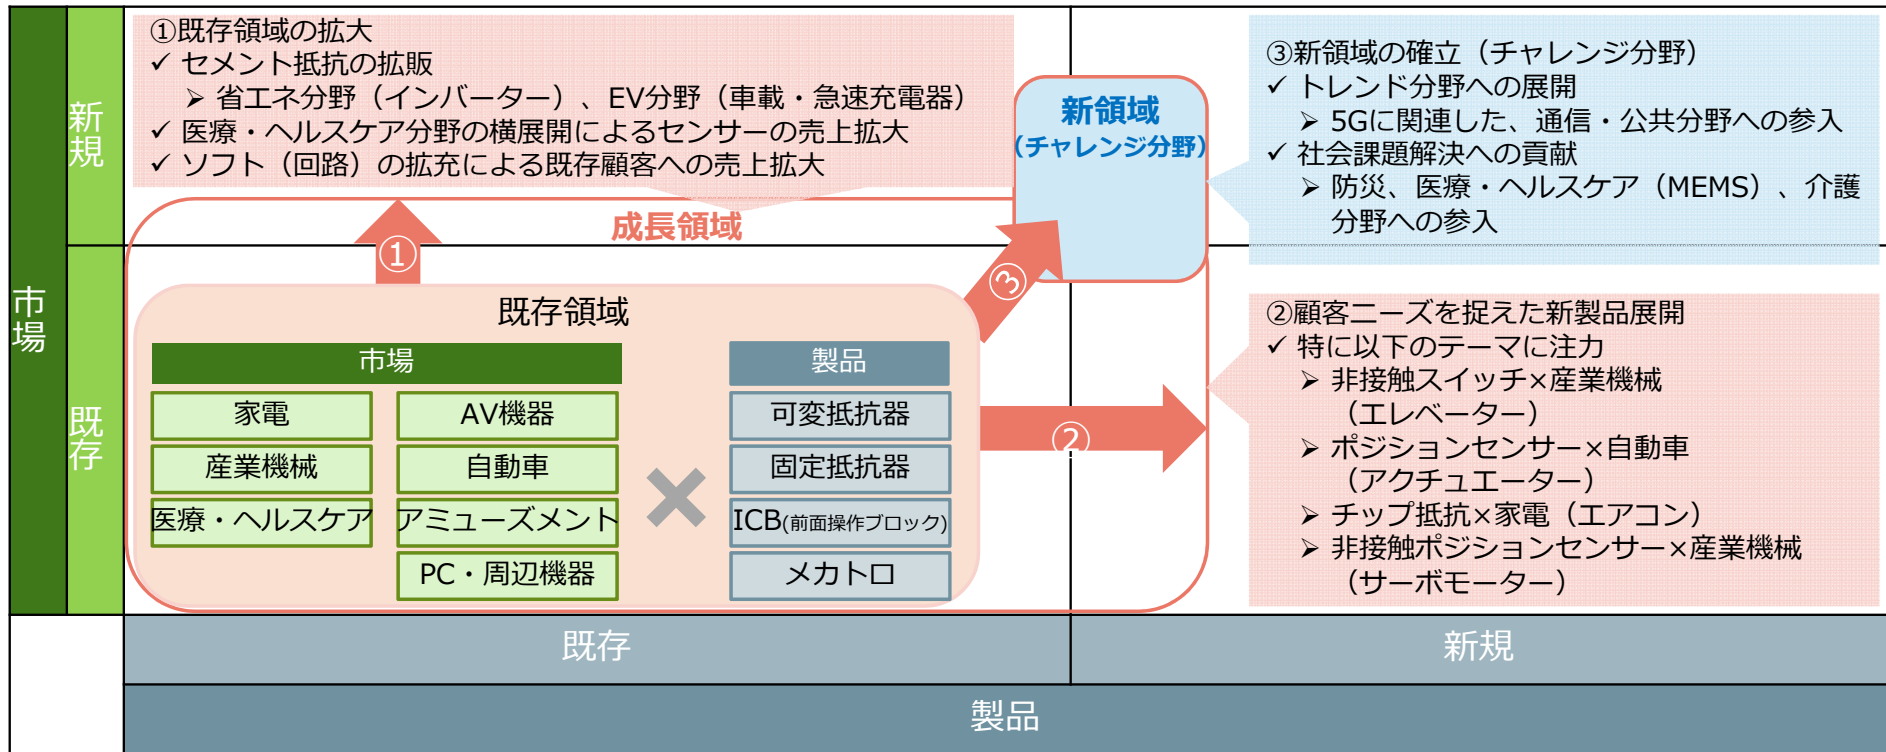 ①既存領域の拡大
✓ セメント抵抗の拡販
➢ 省エネ分野（インバーター）、EV分野（車載・急速充電器）
✓ 医療・ヘルスケア分野の横展開によるセンサーの売上拡大
✓ ソフト（回路）の拡充による既存顧客への売上拡大
新領域
（チャレンジ分野）
③新領域の確立（チャレンジ分野）
✓ トレンド分野への展開
➢ 5Gに関連した、通信・公共分野への参入
✓ 社会課題解決への貢献
➢ 防災、医療・ヘルスケア（MEMS）、介護
分野への参入
市場
新規
既存
成長領域
①
③
②
既存領域
市場
製品
家電
AV機器
産業機械
自動車
医療・ヘルスケア
アミューズメント
PC・周辺機器
×
可変抵抗器
固定抵抗器
ICB(前面操作ブロック)
メカトロ
②顧客ニーズを捉えた新製品展開
✓ 特に以下のテーマに注力
➢ 非接触スイッチ×産業機械
（エレベーター）
➢ ポジションセンサー×自動車
（アクチュエーター）
➢ チップ抵抗×家電（エアコン）
➢ 非接触ポジションセンサー×産業機械
（サーボモーター）
既存
新規
製品